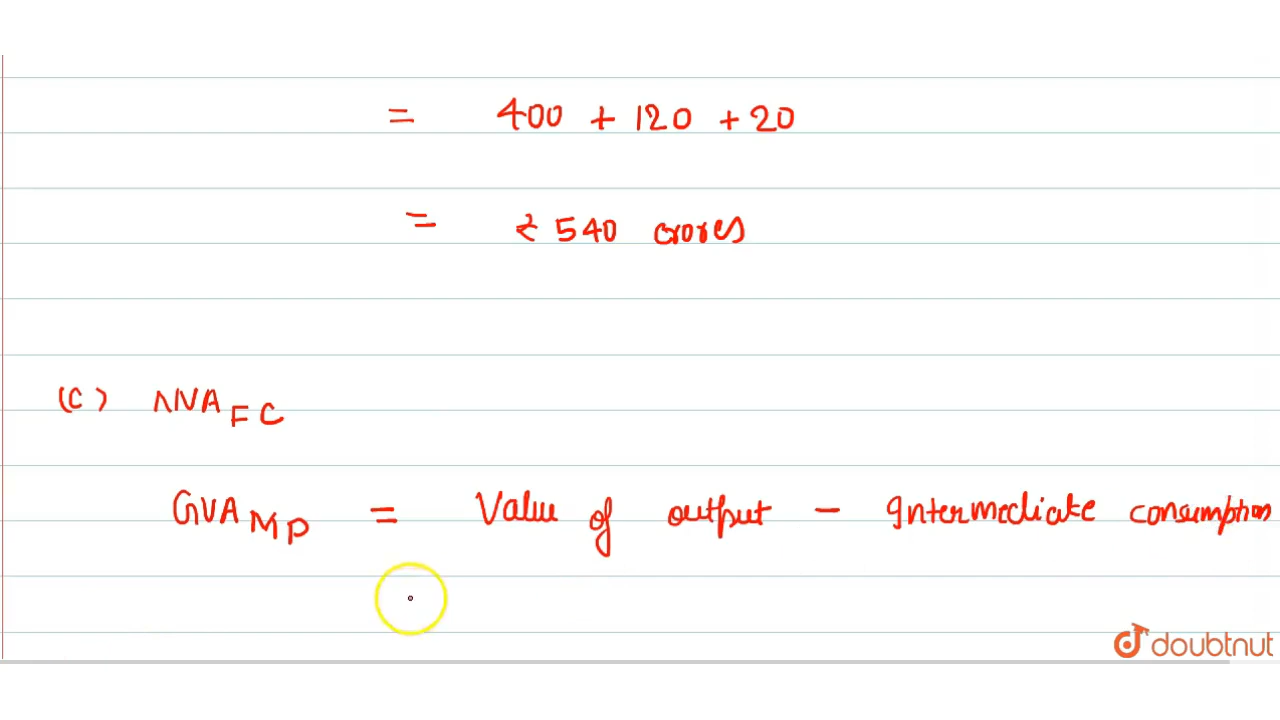 = 400 + 120 + 20
= ₹ 540 crores
(C) NVA FC
GVA MP = Value of output - Intermediate consumption
doubtnut